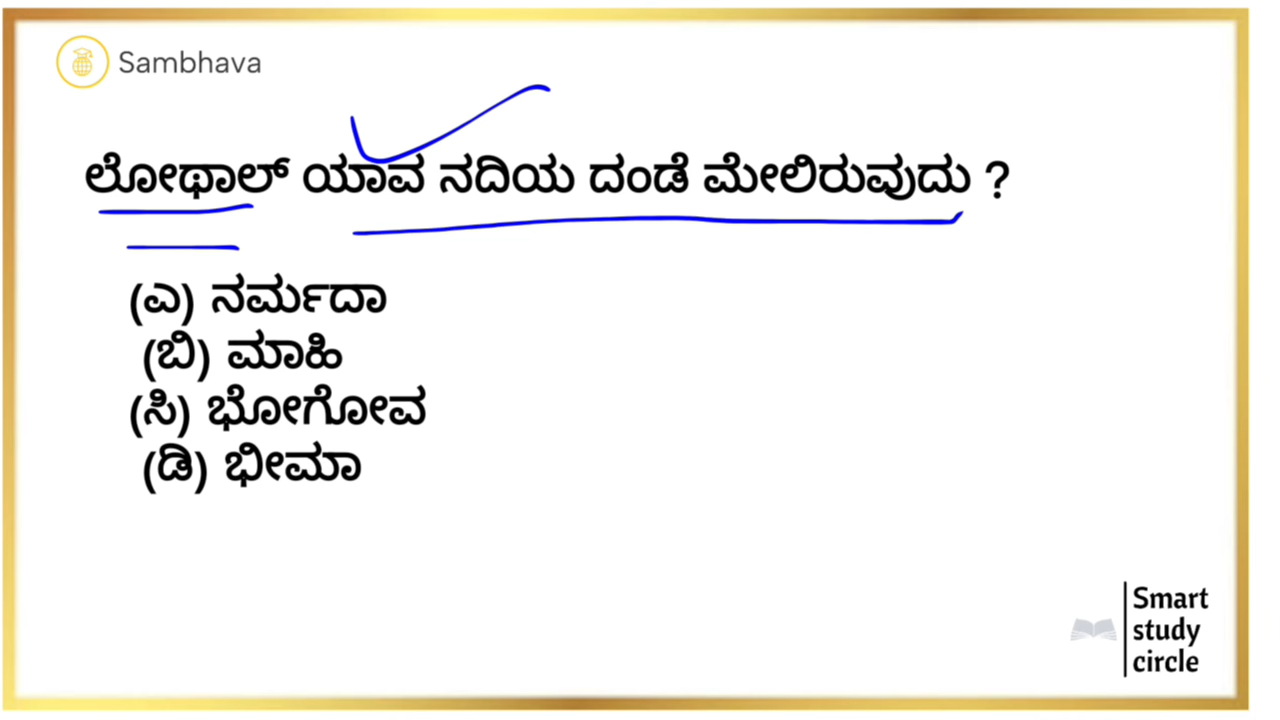 Sambhava
ಲೋಥಾಲ್ ಯಾವ ನದಿಯ ದಂಡೆ ಮೇಲಿರುವುದು ?
(ಎ) ನರ್ಮದಾ
(ಬಿ) ಮಾಹಿ
(ಸಿ) ಭೋಗೋವ
(ಡಿ) ಭೀಮಾ
Smart
study
circle